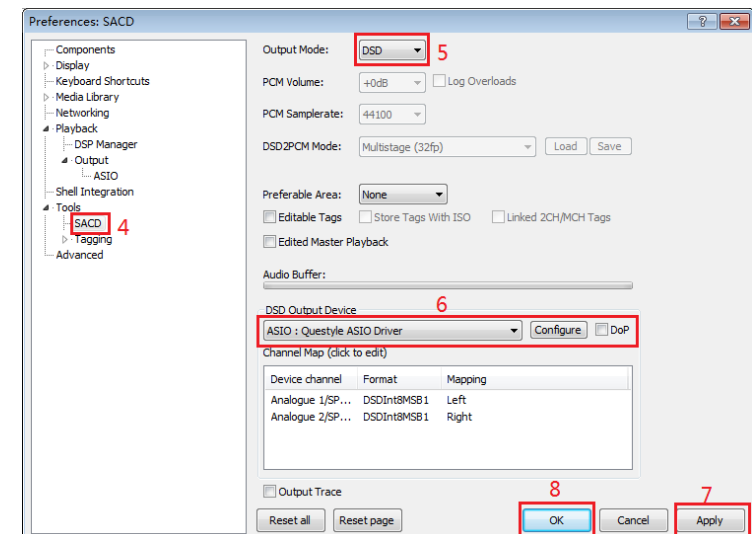 Preferences: SACD
Components
Display
Keyboard Shortcuts
Media Library
Networking
Playback
DSP Manager
Output
ASIO
Shell Integration
Tools
SACD 4
Tagging
Advanced
Output Mode: DSD 5
PCM Volume: +0dB Log Overloads
PCM Samplerate: 44100
DSD2PCM Mode: Multistage (32fp) Load Save
Preferable Area: None
Editable Tags Store Tags With ISO Linked 2CH/MCH Tags
Edited Master Playback
Audio Buffer:
DSD Output Device 6
ASIO : Questyle ASIO Driver Configure DoP
Channel Map (click to edit)
Device channel Format Mapping
Analogue 1/SP... DSDInt8MSB1 Left
Analogue 2/SP... DSDInt8MSB1 Right
Output Trace 8 7
Reset all Reset page OK Cancel Apply